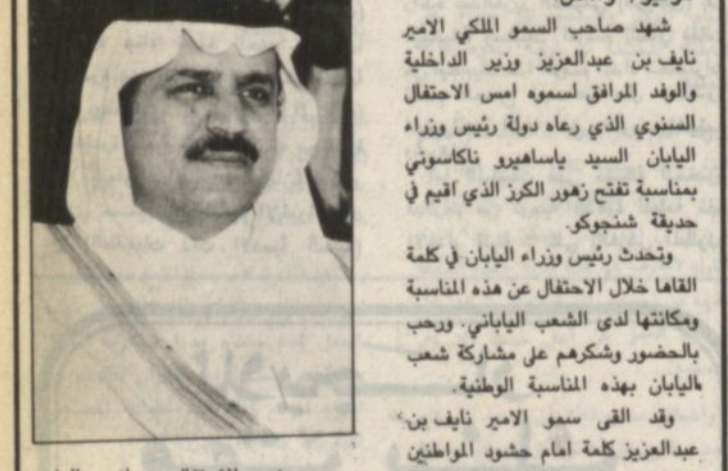 شهد صاحب السمو الملكي الامير
نايف بن عبدالعزيز وزير الداخلية
والوفد المرافق لسموه امس الاحتفال
السنوي الذي رعاه دولة رئيس وزراء
اليابان السيد ياساهيرو ناكاسوني
بمناسبة تفتح زهور الكرز الذي اقيم في
حديقة شنجوكو.
وتحدث رئيس وزراء اليابان في كلمة
القاها خلال الاحتفال عن هذه المناسبة
ومكانتها لدى الشعب الياباني. ورحب
بالحضور وشكرهم على مشاركة شعب
اليابان بهذه المناسبة الوطنية.
وقد القى سمو الامير نايف بن
عبدالعزيز كلمة امام حشود المواطنين